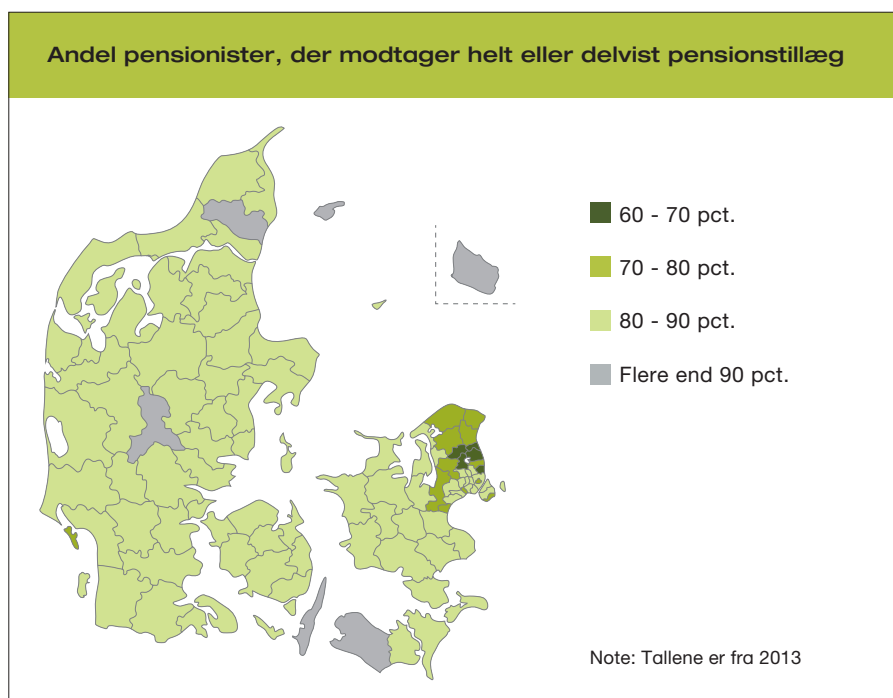 Andel pensionister, der modtager helt eller delvist pensionstillæg
60 - 70 pct.
70 - 80 pct.
80 - 90 pct.
Flere end 90 pct.
Note: Tallene er fra 2013